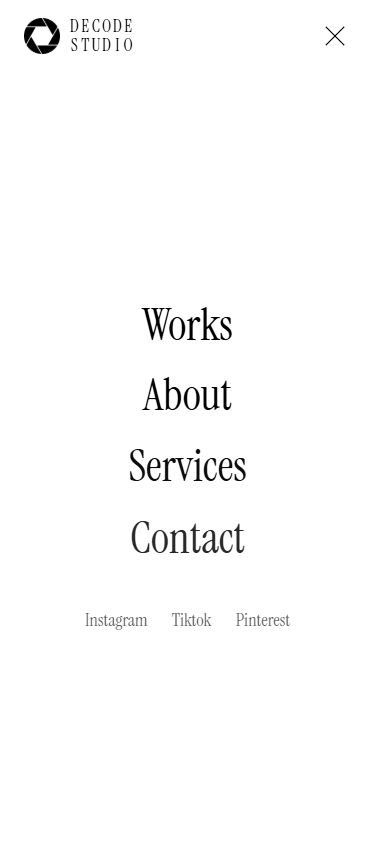 DECODE
STUDIO
Works
About
Services
Contact
Instagram Tiktok Pinterest